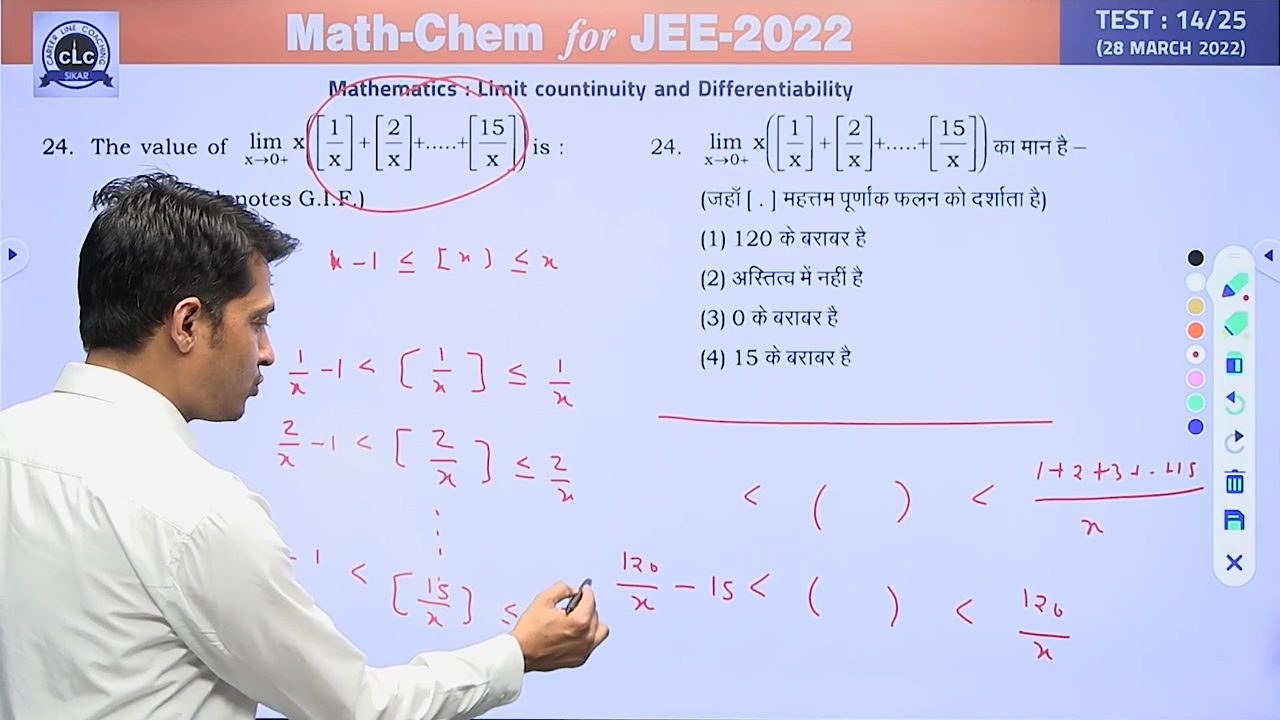 CAREER LINE COACHING
CLC
SIKAR
Math-Chem for JEE-2022
TEST : 14/25
(28 MARCH 2022)
Mathematics : Limit countinuity and Differentiability
24. The value of lim x→0+ x([1/x]+[2/x]+.....+[15/x]) is :
enotes G.I.F.)
x-1 ≤ [x) ≤ x
1/x -1 < [1/x] ≤ 1/x
2/x -1 < [2/x] ≤ 2/x
⋮
-1 < [15/x] ≤
24. lim x→0+ x([1/x]+[2/x]+.....+[15/x]) का मान है –
(जहाँ [ . ] महत्तम पूर्णांक फलन को दर्शाता है)
(1) 120 के बराबर है
(2) अस्तित्व में नहीं है
(3) 0 के बराबर है
(4) 15 के बराबर है
< ( ) < 1+2+3+..+15/x
120/x - 15 < ( ) < 120/x